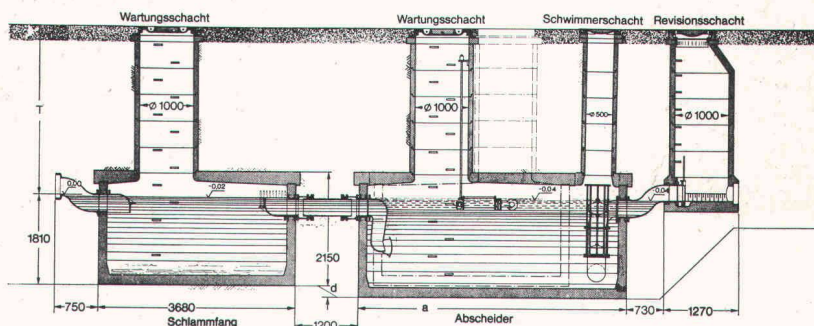 Wartungsschacht Wartungsschacht Schwimmerschacht Revisionsschacht
T
ø 1000 ø 1000 ø 500 ø 1000
0,00 -0,02 -0,04 -0,04
1810 2150
d
750 3680 a 730 1270
Schlammfang 1200 Abscheider